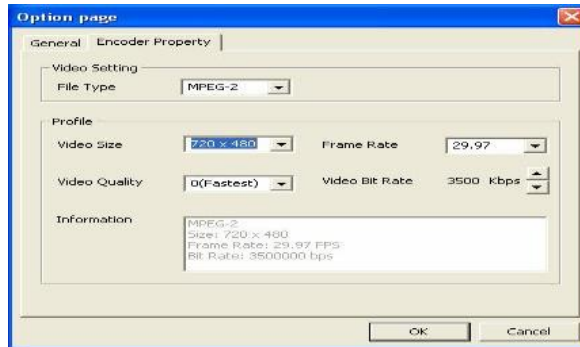 Option page
General Encoder Property
Video Setting
File Type MPEG-2
Profile
Video Size 720 x 480 Frame Rate 29.97
Video Quality 0(Fastest) Video Bit Rate 3500 Kbps
Information MPEG-2
Size: 720 x 480
Frame Rate: 29.97 FPS
Bit Rate: 3500000 bps
OK Cancel